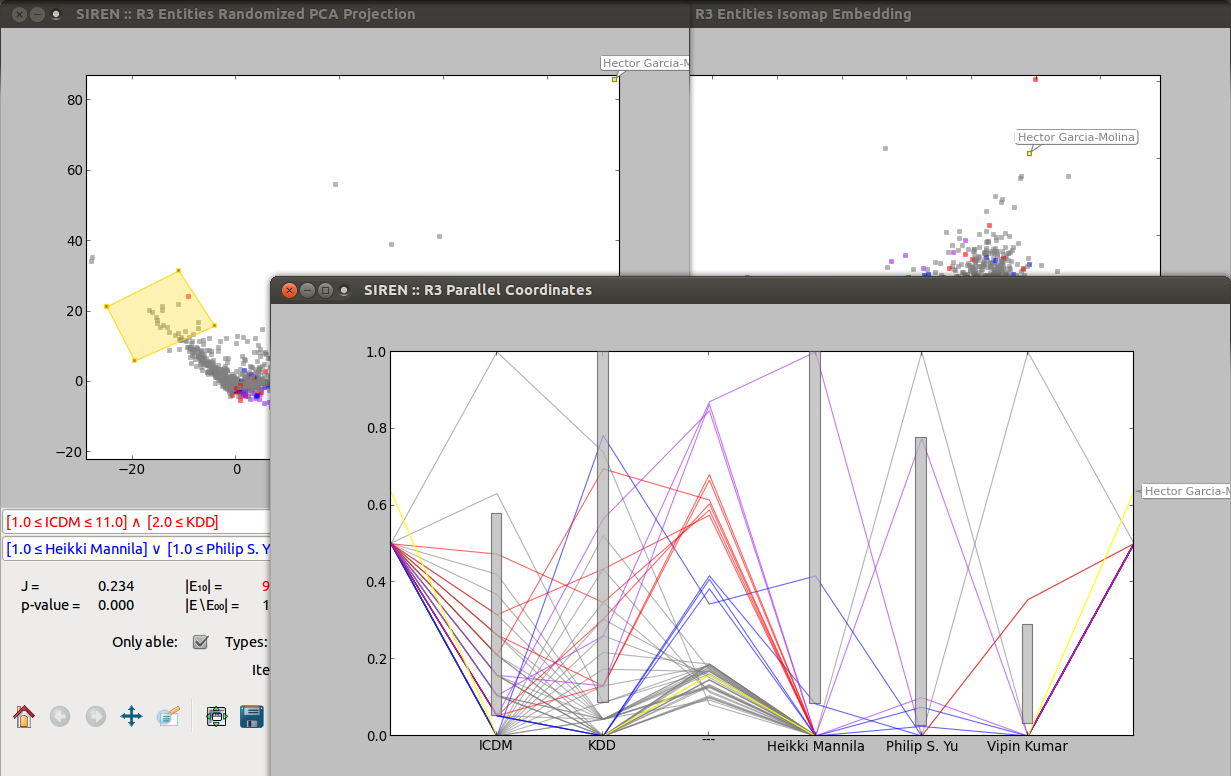 SIREN :: R3 Entities Randomized PCA Projection
R3 Entities Isomap Embedding
Hector Garcia-M
80
60
40
20
0
−20
−20
0
Hector Garcia-Molina
SIREN :: R3 Parallel Coordinates
1.0
0.8
0.6
0.4
0.2
0.0
Hector Garcia-M
ICDM
KDD
---
Heikki Mannila
Philip S. Yu
Vipin Kumar
[1.0 ≤ ICDM ≤ 11.0] ∧ [2.0 ≤ KDD]
[1.0 ≤ Heikki Mannila] ∨ [1.0 ≤ Philip S. Y
J = 0.234 |E₁₀| = 9
p-value = 0.000 |E∖E₀₀| = 1
Only able: Types:
Ite